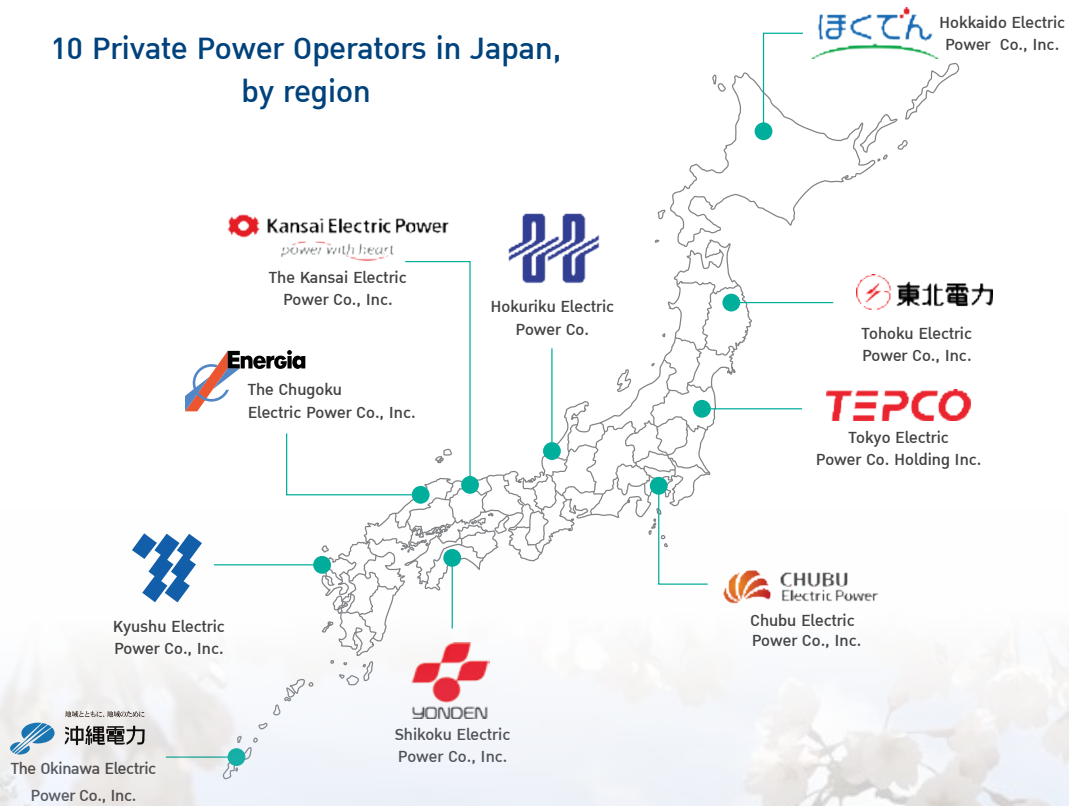 10 Private Power Operators in Japan,
by region
ほくでん
Hokkaido Electric
Power Co., Inc.
Kansai Electric Power
power with heart
The Kansai Electric
Power Co., Inc.
Hokuriku Electric
Power Co.
東北電力
Tohoku Electric
Power Co., Inc.
Energia
The Chugoku
Electric Power Co., Inc.
TEPCO
Tokyo Electric
Power Co. Holding Inc.
Kyushu Electric
Power Co., Inc.
CHUBU
Electric Power
Chubu Electric
Power Co., Inc.
YONDEN
Shikoku Electric
Power Co., Inc.
地域とともに、地域のために
沖縄電力
The Okinawa Electric
Power Co., Inc.